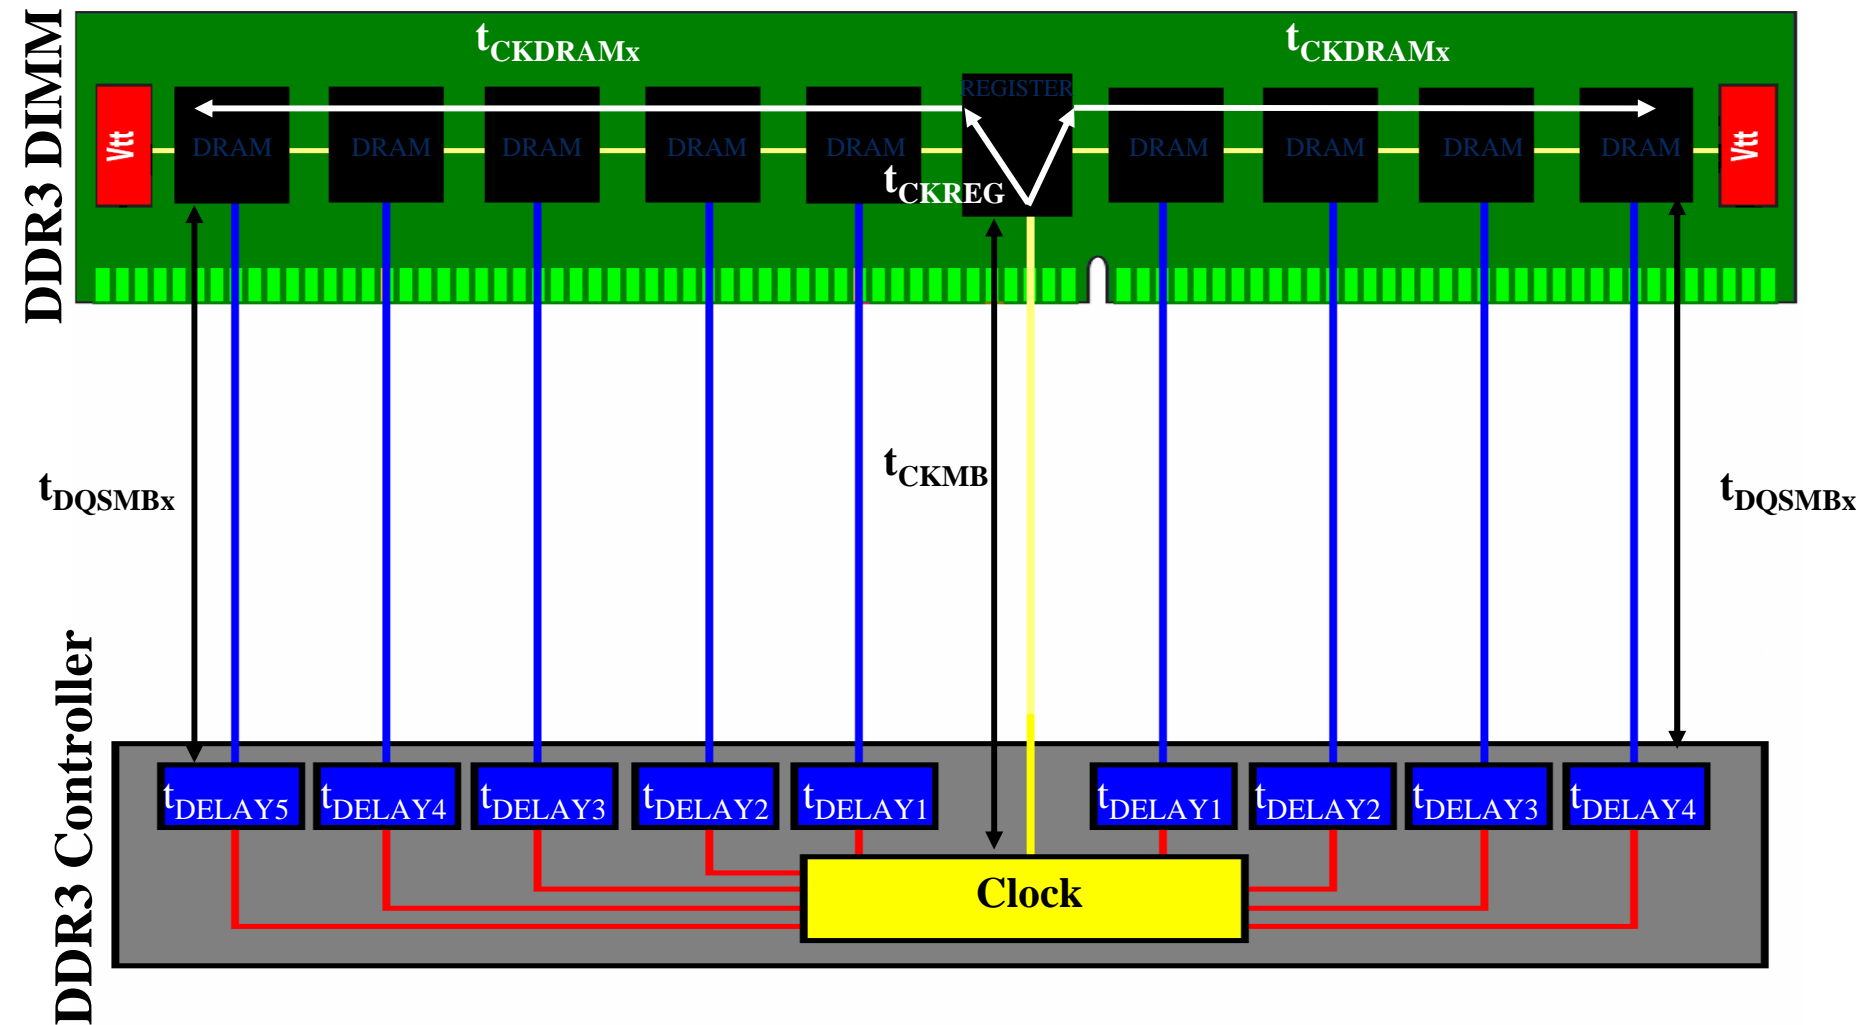 DDR3 DIMM
tCKDRAMx
tCKDRAMx
REGISTER
Vtt
DRAM
DRAM
DRAM
DRAM
DRAM
DRAM
DRAM
DRAM
DRAM
Vtt
tCKREG
tDQSMBx
tCKMB
tDQSMBx
DDR3 Controller
tDELAY5
tDELAY4
tDELAY3
tDELAY2
tDELAY1
tDELAY1
tDELAY2
tDELAY3
tDELAY4
Clock